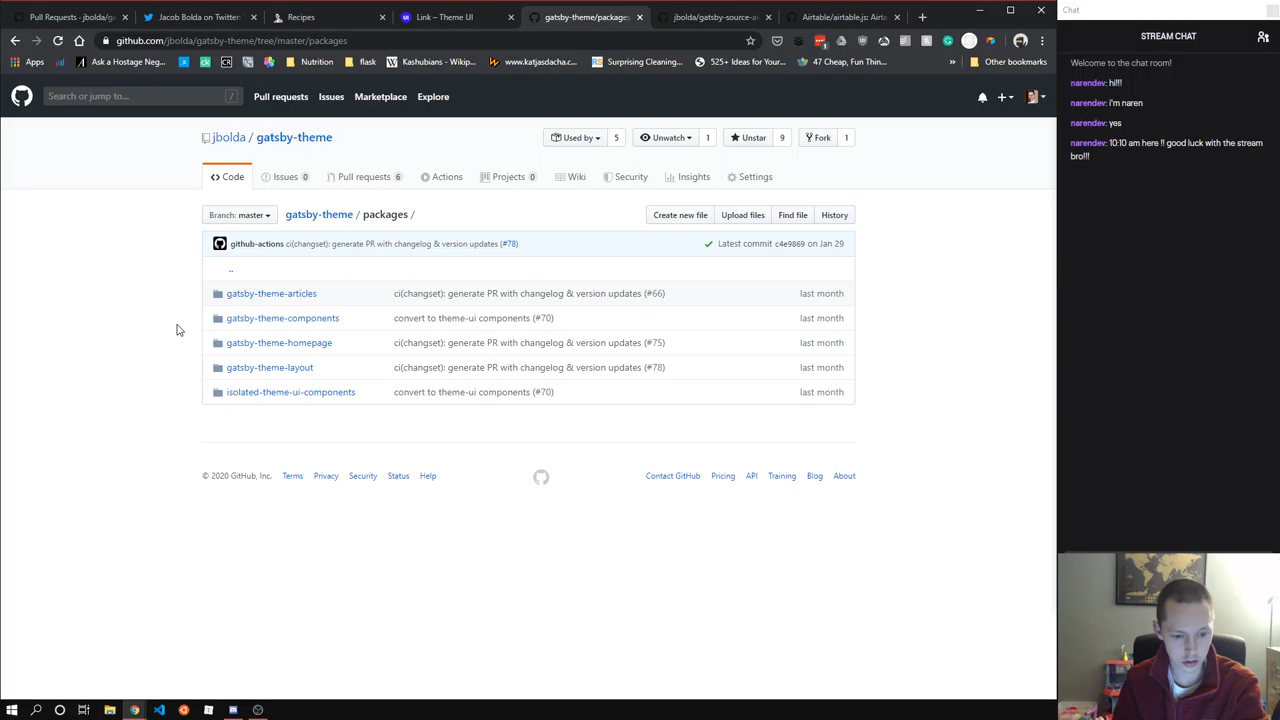 Pull Requests · jbolda/ga
Jacob Bolda on Twitter:
Recipes
Link – Theme UI
gatsby-theme/packages
jbolda/gatsby-source-ai
Airtable/airtable.js: Airta
github.com/jbolda/gatsby-theme/tree/master/packages
Apps
Ask a Hostage Neg...
Nutrition
flask
Kashubians - Wikip...
www.katjasdacha.c...
Surprising Cleaning...
525+ Ideas for Your...
47 Cheap, Fun Thin...
Other bookmarks
Search or jump to...
Pull requests Issues Marketplace Explore
jbolda / gatsby-theme
Used by 5
Unwatch 1
Unstar 9
Fork 1
Code
Issues 0
Pull requests 6
Actions
Projects 0
Wiki
Security
Insights
Settings
Branch: master
gatsby-theme / packages /
Create new file
Upload files
Find file
History
github-actions ci(changset): generate PR with changelog & version updates (#78)
Latest commit c4e9869 on Jan 29
..
gatsby-theme-articles ci(changset): generate PR with changelog & version updates (#66) last month
gatsby-theme-components convert to theme-ui components (#70) last month
gatsby-theme-homepage ci(changset): generate PR with changelog & version updates (#75) last month
gatsby-theme-layout ci(changset): generate PR with changelog & version updates (#78) last month
isolated-theme-ui-components convert to theme-ui components (#70) last month
© 2020 GitHub, Inc. Terms Privacy Security Status Help
Contact GitHub Pricing API Training Blog About
Chat
STREAM CHAT
Welcome to the chat room!
narendev: hi!!!
narendev: i'm naren
narendev: yes
narendev: 10:10 am here !! good luck with the stream
bro!!!